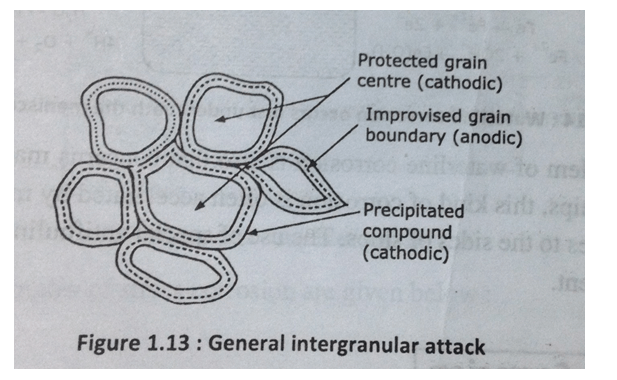 Protected grain
centre (cathodic)
Improvised grain
boundary (anodic)
Precipitated
compound
(cathodic)
Figure 1.13 : General intergranular attack